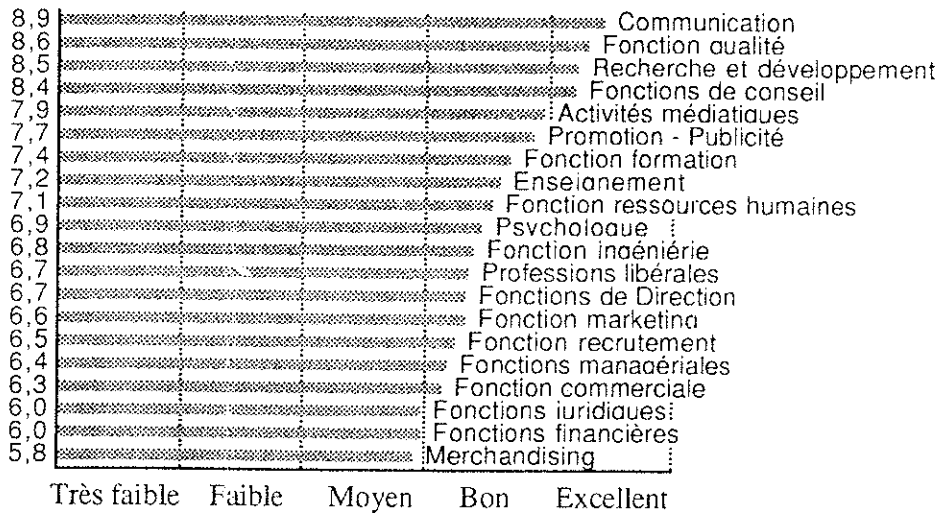 8,9 Communication
8,6 Fonction qualité
8,5 Recherche et développement
8,4 Fonctions de conseil
7,9 Activités médiatiques
7,7 Promotion - Publicité
7,4 Fonction formation
7,2 Enseignement
7,1 Fonction ressources humaines
6,9 Psychologue
6,8 Fonction ingéniérie
6,7 Professions libérales
6,7 Fonctions de Direction
6,6 Fonction marketing
6,5 Fonction recrutement
6,4 Fonctions managériales
6,3 Fonction commerciale
6,0 Fonctions juridiques
6,0 Fonctions financières
5,8 Merchandising
Très faible Faible Moyen Bon Excellent